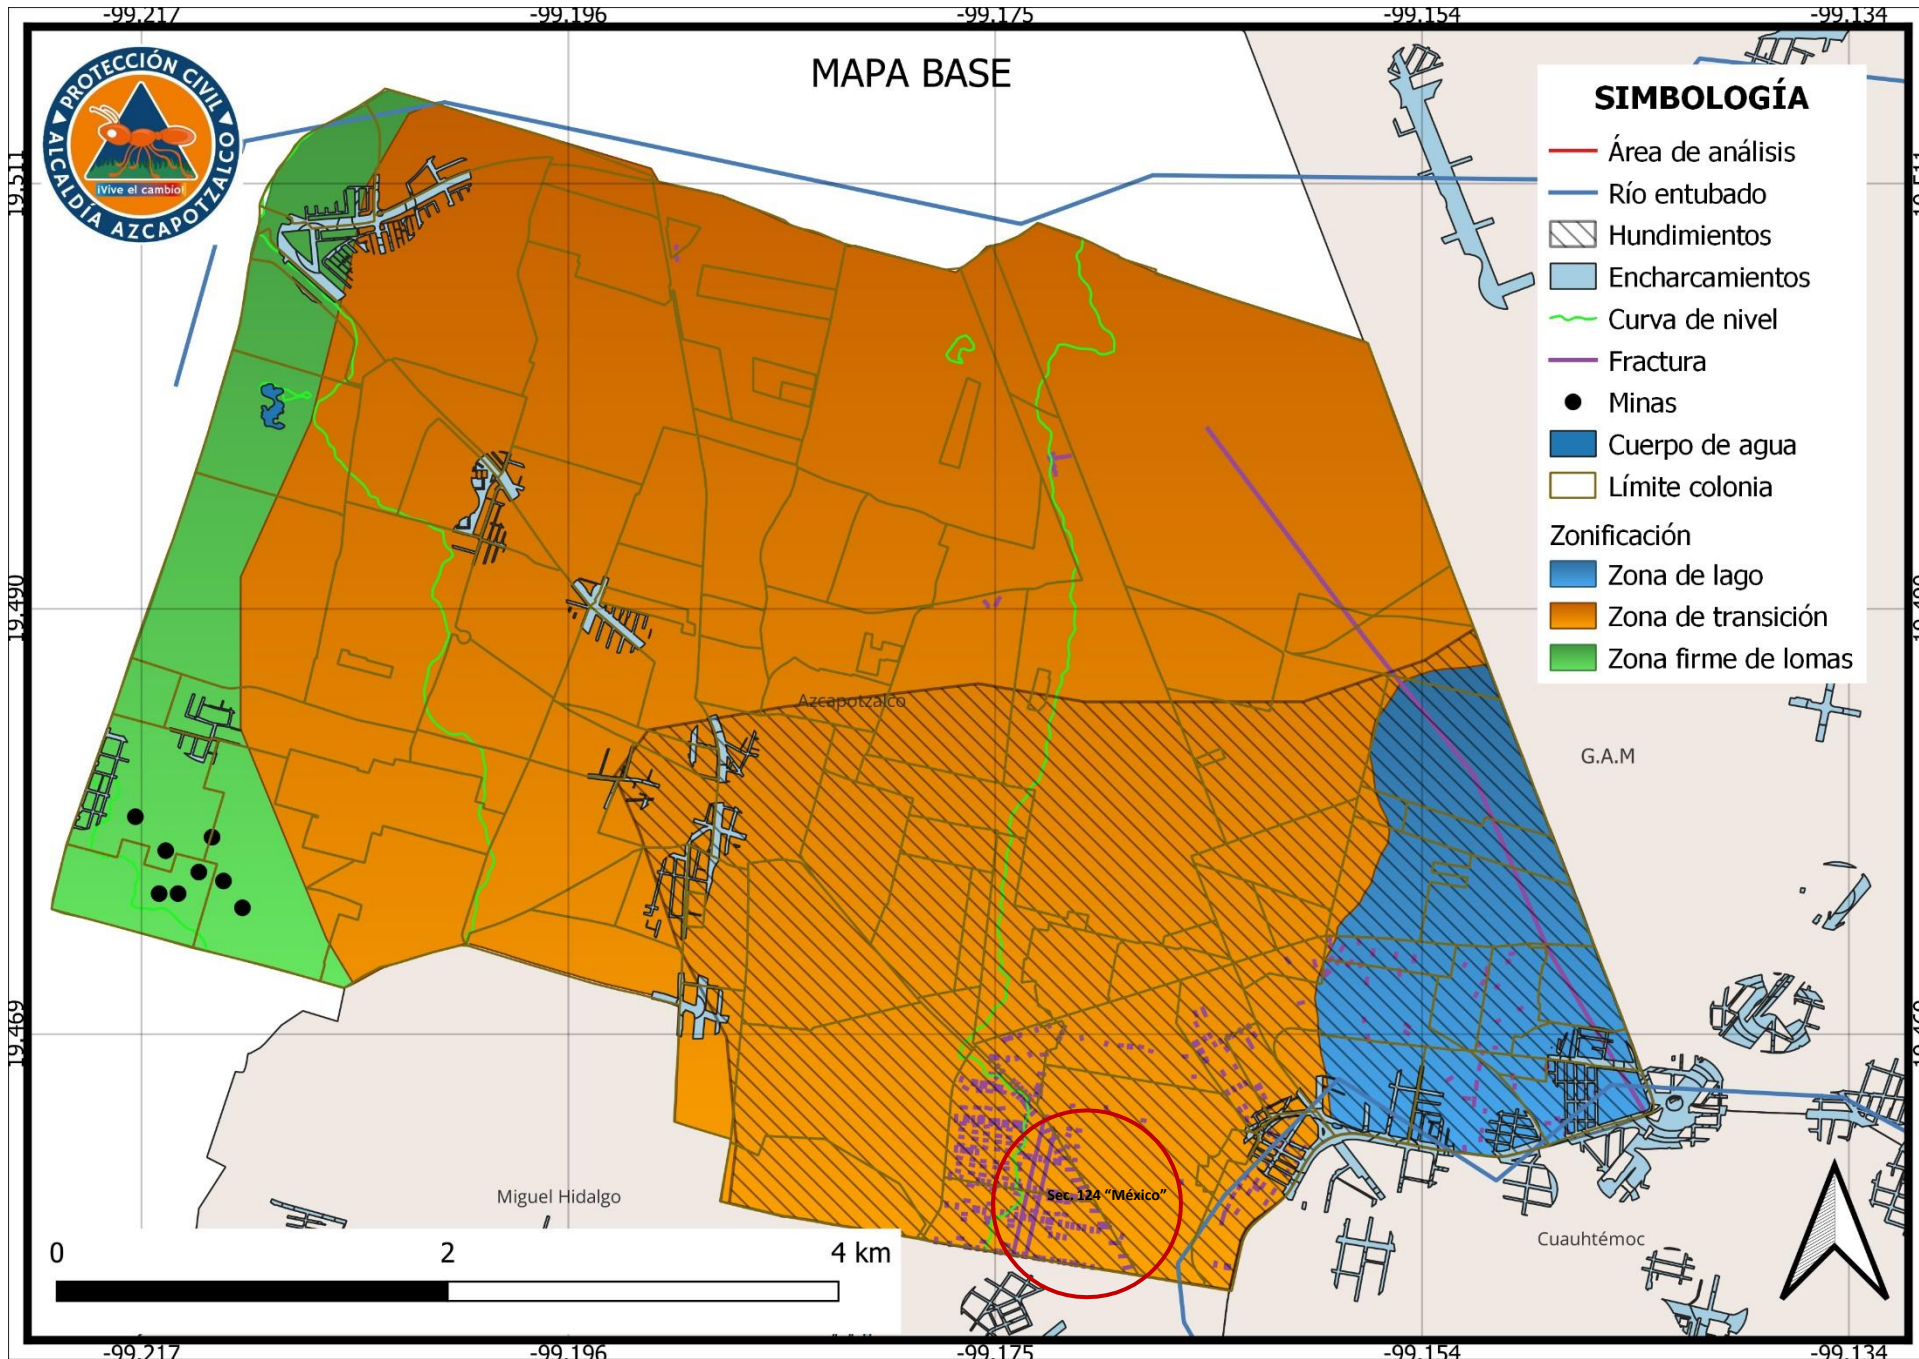 -99.217
-99.196
-99.175
-99.154
-99.134
MAPA BASE
PROTECCIÓN CIVIL
¡Vive el cambio!
ALCALDÍA AZCAPOTZALCO
SIMBOLOGÍA
Área de análisis
Río entubado
Hundimientos
Encharcamientos
Curva de nivel
Fractura
Minas
Cuerpo de agua
Límite colonia
Zonificación
Zona de lago
Zona de transición
Zona firme de lomas
19.511
19.490
19.469
Azcapotzalco
G.A.M
Miguel Hidalgo
Sec. 124 “México”
Cuauhtémoc
0
2
4 km
-99.217
-99.196
-99.175
-99.154
-99.134